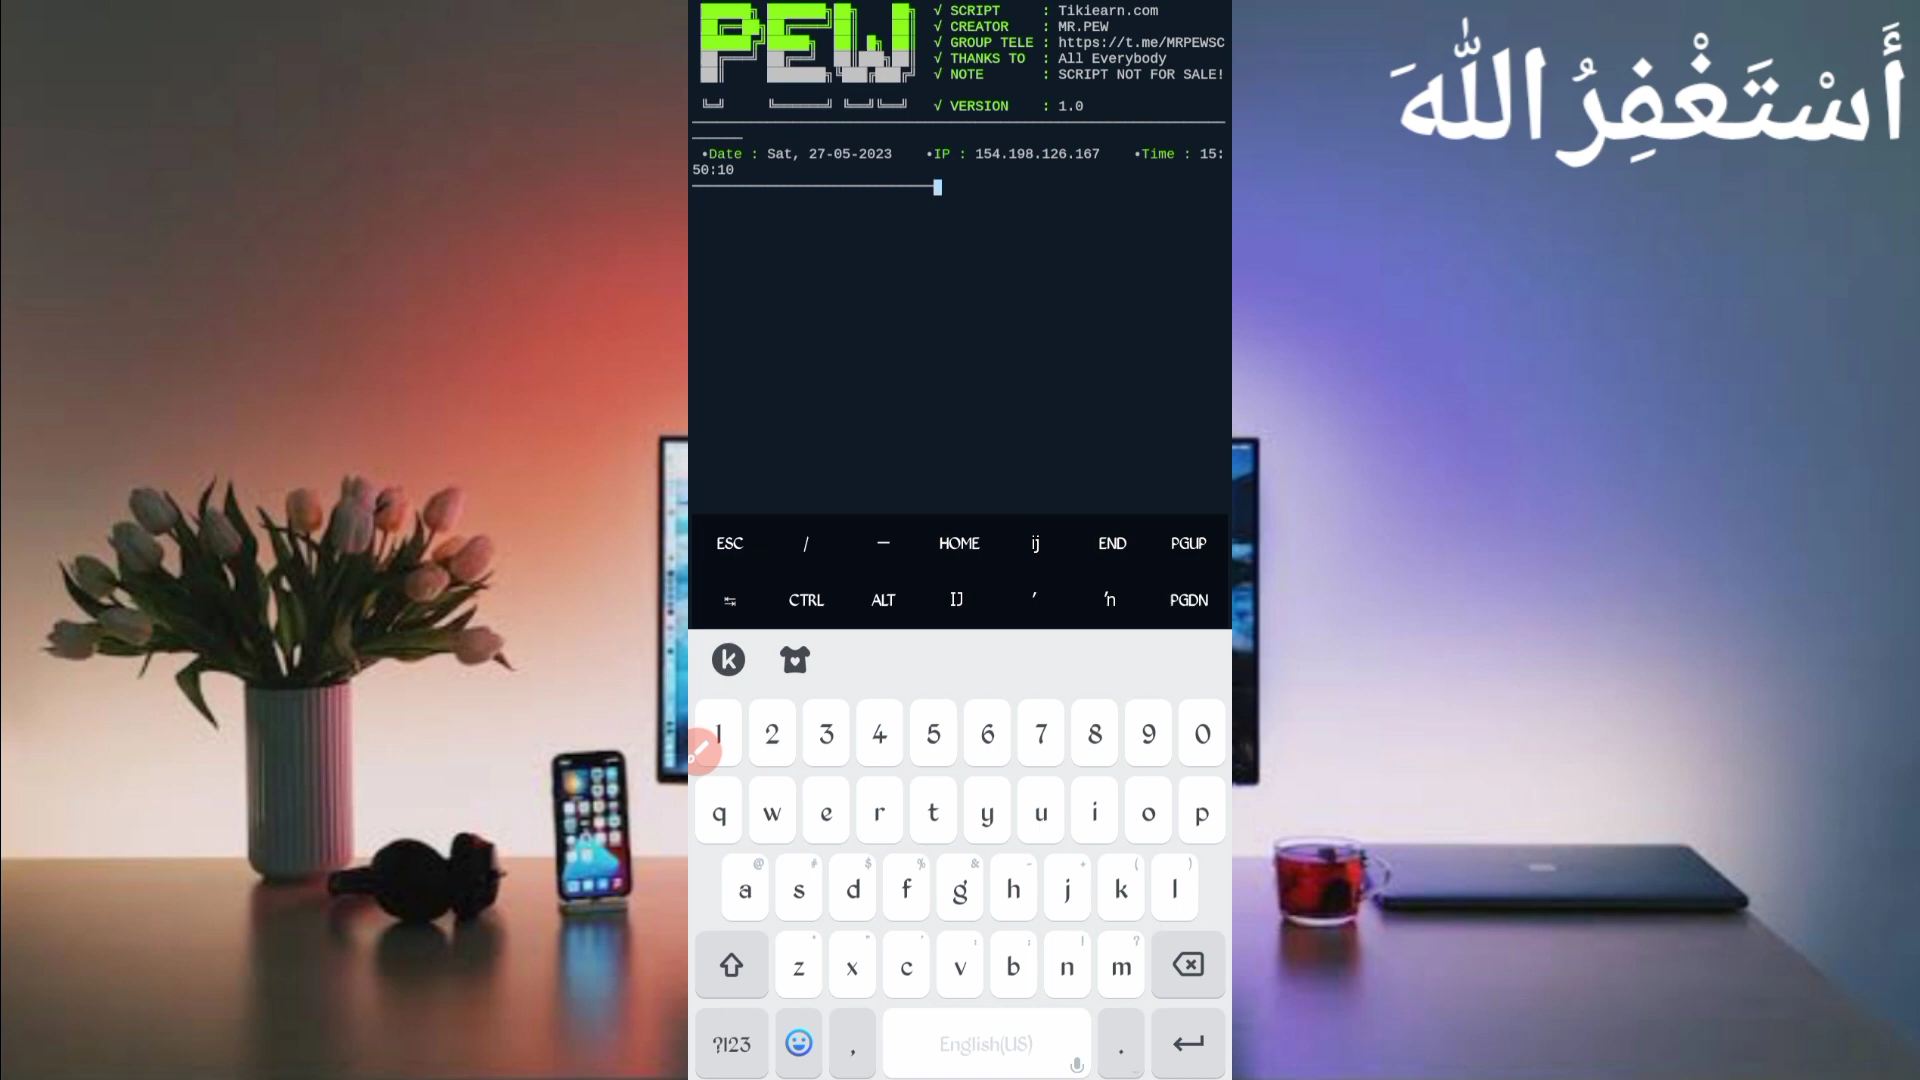 PEW
√ SCRIPT : Tikiearn.com
√ CREATOR : MR.PEW
√ GROUP TELE : https://t.me/MRPEWSC
√ THANKS TO : All Everybody
√ NOTE : SCRIPT NOT FOR SALE!
√ VERSION : 1.0
•Date : Sat, 27-05-2023 •IP : 154.198.126.167 •Time : 15:
50:10
أَسْتَغْفِرُ اللّٰهَ
ESC / — HOME ij END PGUP
↹ CTRL ALT IJ ʼ ŉ PGDN
k
1 2 3 4 5 6 7 8 9 0
q w e r t y u i o p
@ # $ % & - + ( )
a s d f g h j k l
* " ' : ; ! ?
z x c v b n m
?123 , English(US) .